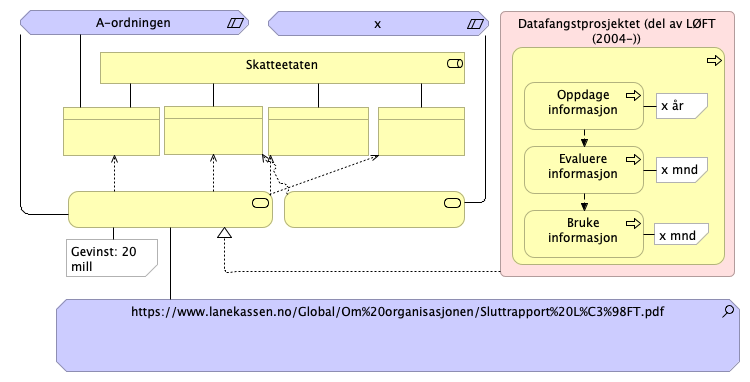 A-ordningen
x
Datafangstprosjektet (del av LØFT
(2004-))
Skatteetaten
Oppdage
informasjon
x år
Evaluere
informasjon
x mnd
Bruke
informasjon
x mnd
Gevinst: 20
mill
https://www.lanekassen.no/Global/Om%20organisasjonen/Sluttrapport%20L%C3%98FT.pdf